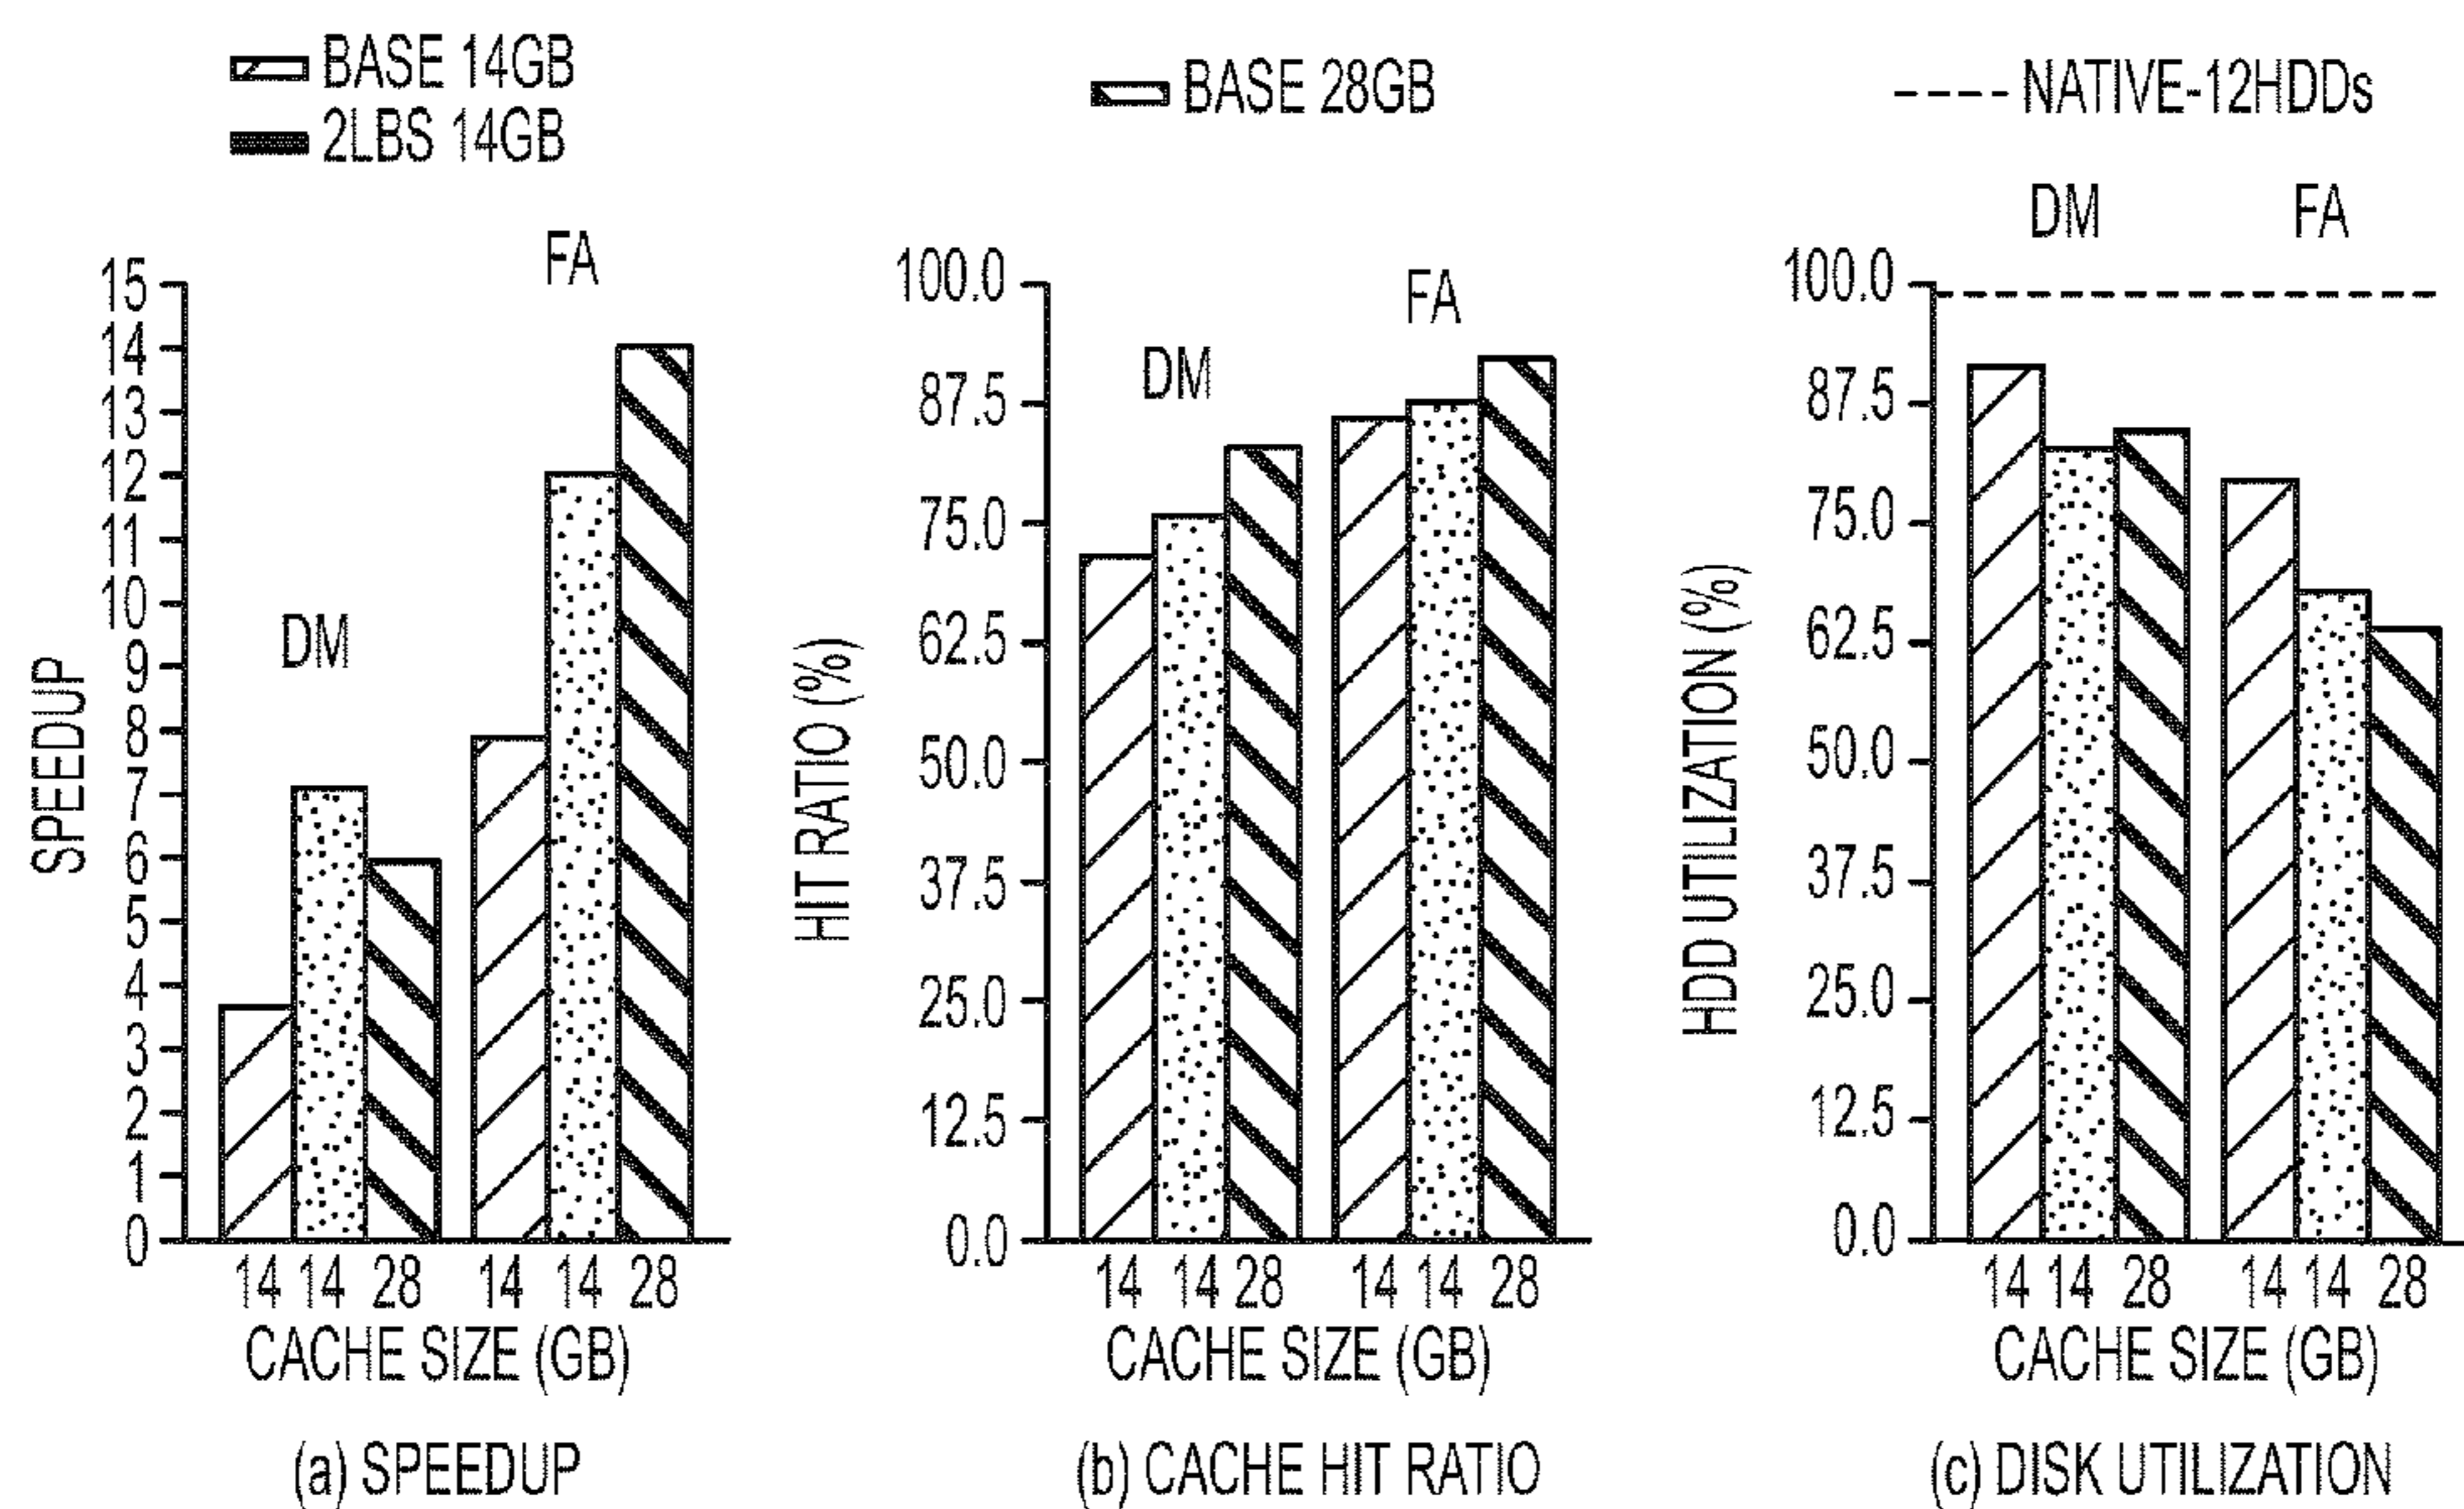 BASE 14GB
2LBS 14GB
BASE 28GB
NATIVE-12HDDs
FA
DM
SPEEDUP
15
14
13
12
11
10
9
8
7
6
5
4
3
2
1
0
14 14 28 14 14 28
CACHE SIZE (GB)
(a) SPEEDUP
FA
DM
HIT RATIO (%)
100.0
87.5
75.0
62.5
50.0
37.5
25.0
12.5
0.0
14 14 28 14 14 28
CACHE SIZE (GB)
(b) CACHE HIT RATIO
DM FA
HDD UTILIZATION (%)
100.0
87.5
75.0
62.5
50.0
37.5
25.0
12.5
0.0
14 14 28 14 14 28
CACHE SIZE (GB)
(c) DISK UTILIZATION